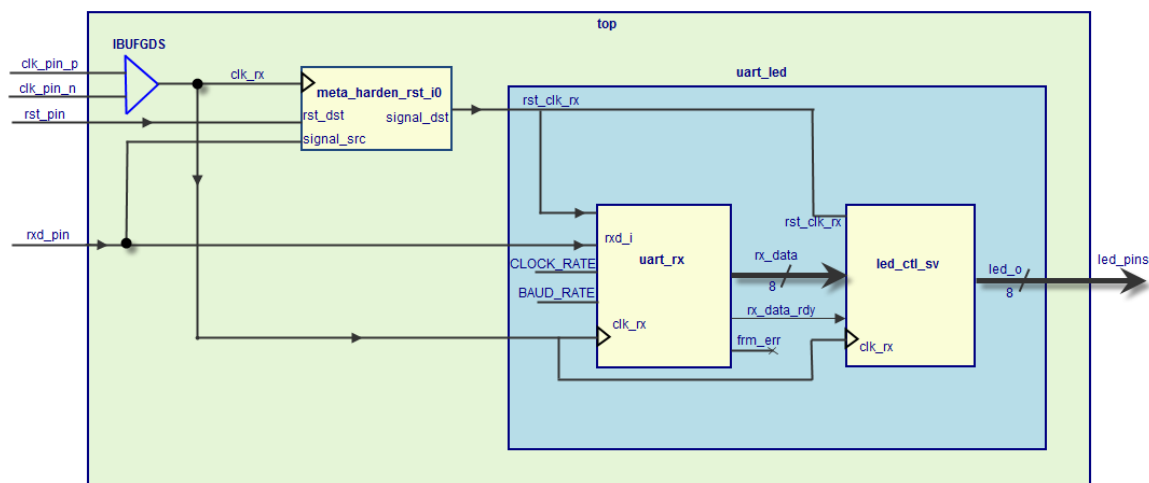 top
IBUFGDS
clk_pin_p
clk_rx
uart_led
clk_pin_n
meta_harden_rst_i0
rst_clk_rx
rst_pin
rst_dst
signal_dst
signal_src
rst_clk_rx
rxd_pin
rxd_i
CLOCK_RATE
uart_rx
rx_data
8
led_ctl_sv
led_o
8
led_pins
BAUD_RATE
rx_data_rdy
clk_rx
frm_err
clk_rx